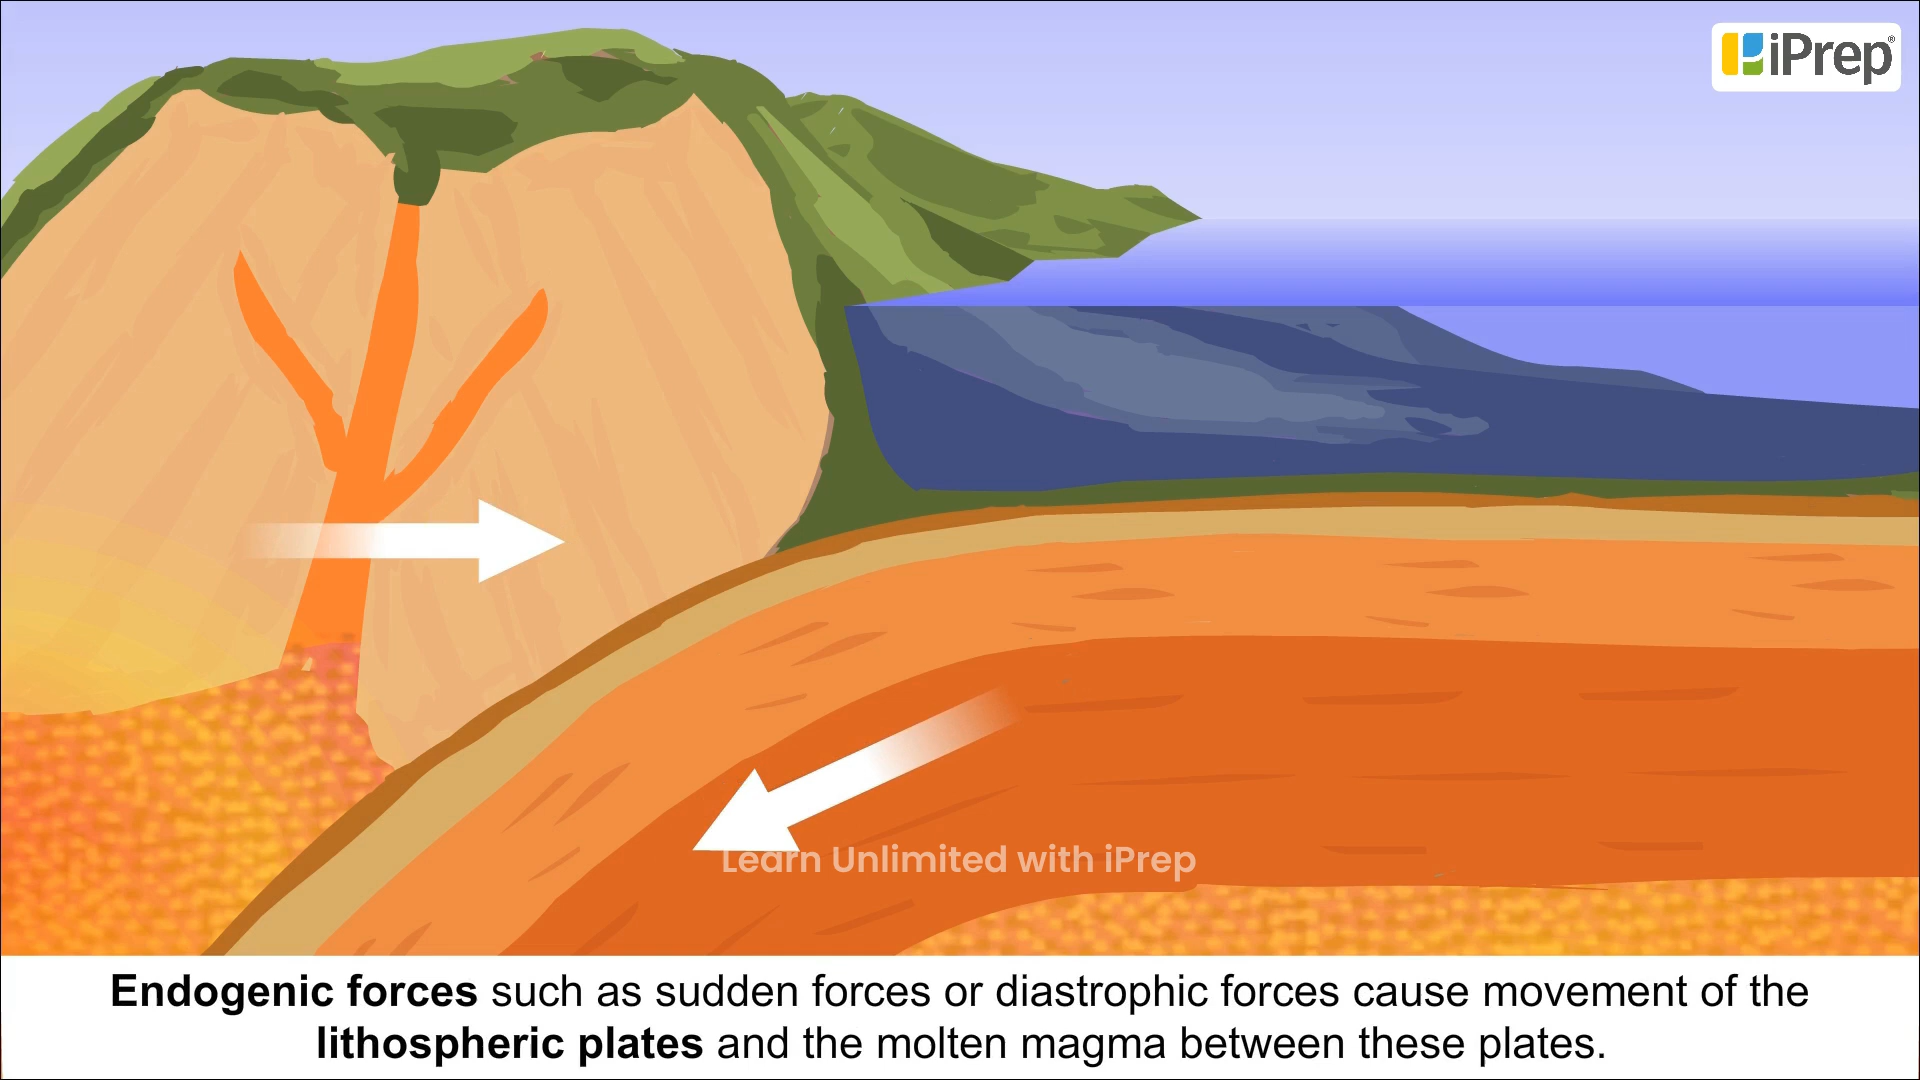 iPrep®
Learn Unlimited with iPrep
Endogenic forces such as sudden forces or diastrophic forces cause movement of the
lithospheric plates and the molten magma between these plates.